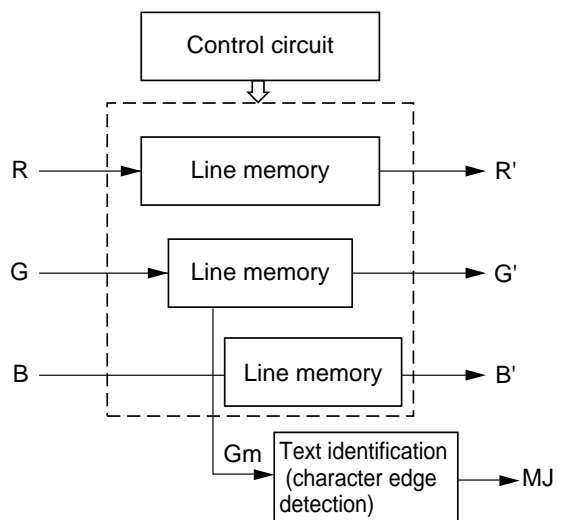 Control circuit
R Line memory R'
G Line memory G'
B Line memory B'
Gm
Text identification
(character edge
detection)
MJ